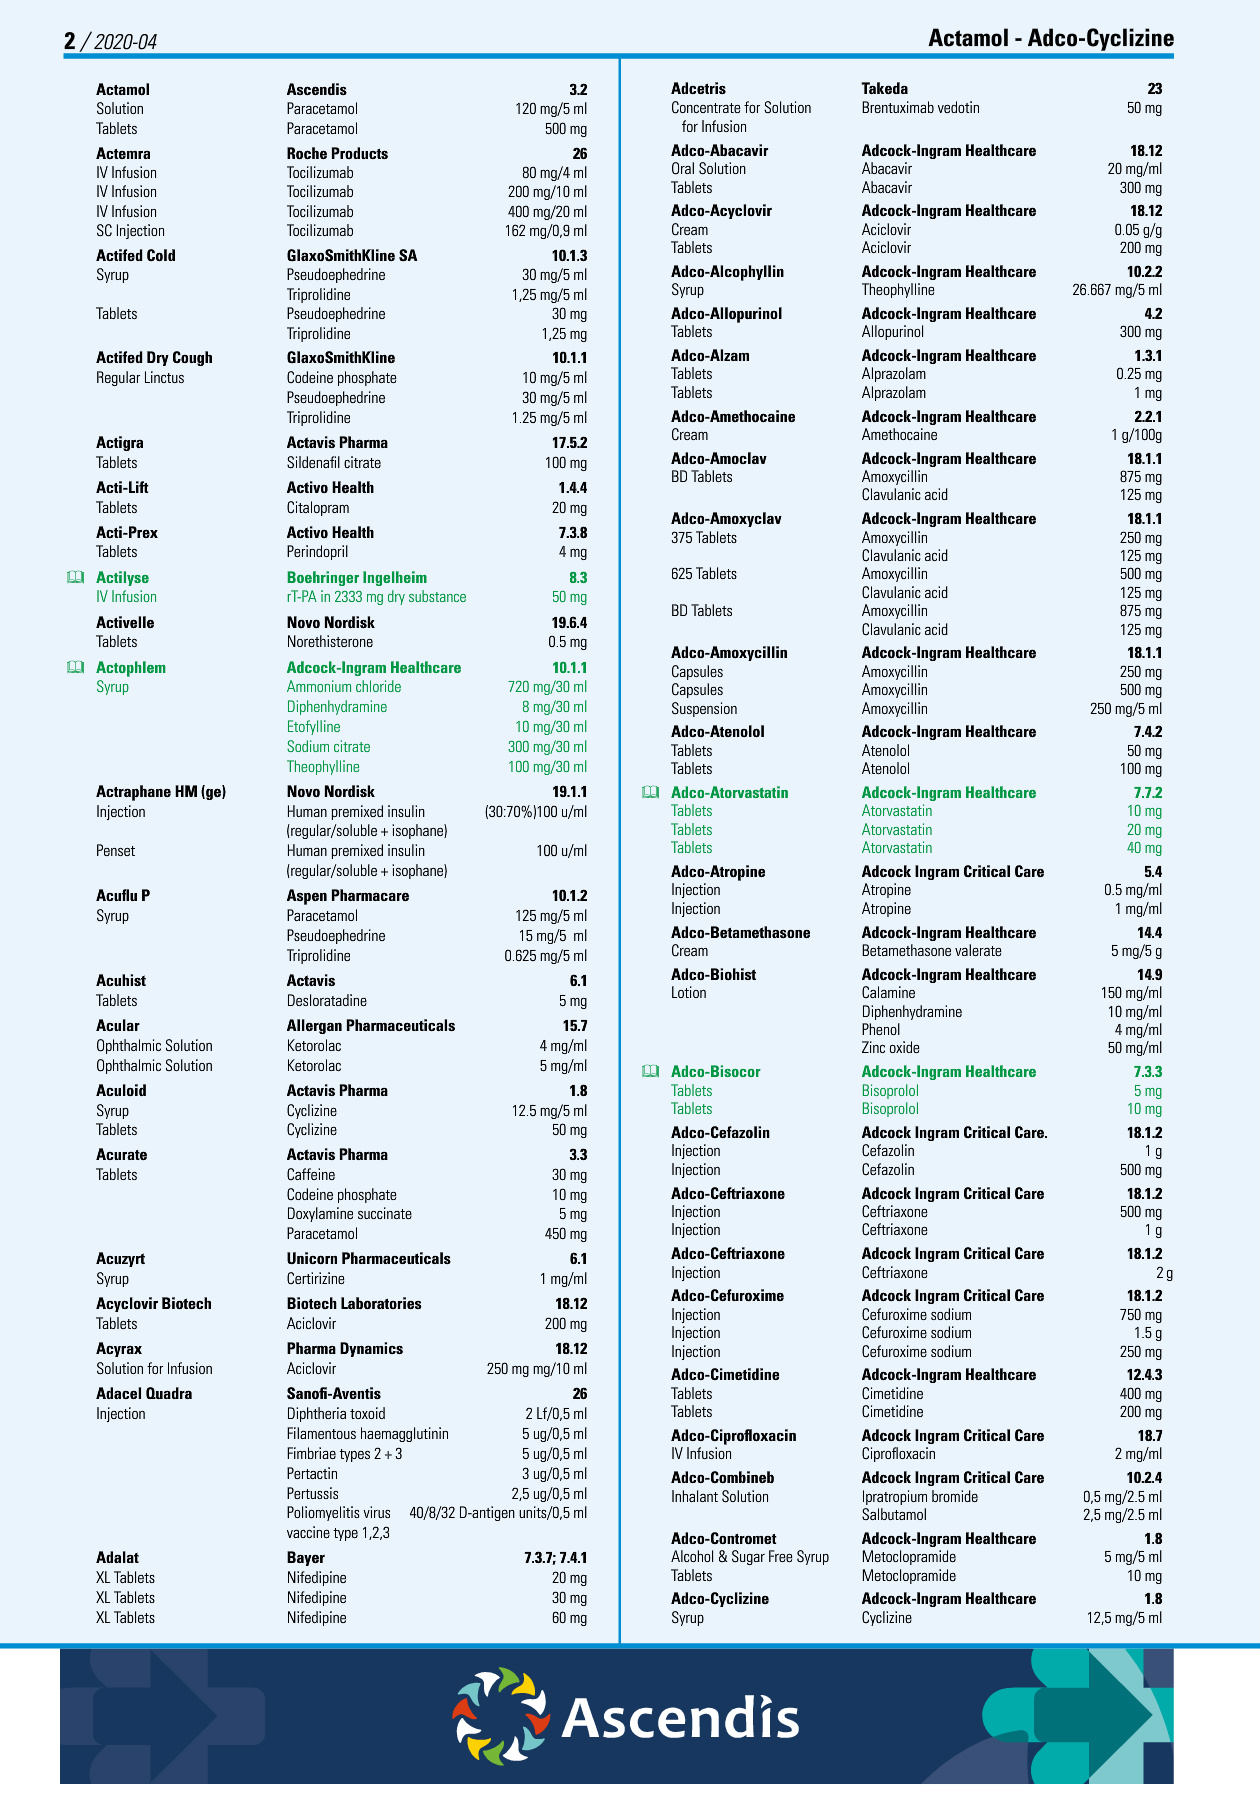 2 / 2020-04
Actamol - Adco-Cyclizine
Actamol Ascendis 3.2
Solution Paracetamol 120 mg/5 ml
Tablets Paracetamol 500 mg
Actemra Roche Products 26
IV Infusion Tocilizumab 80 mg/4 ml
IV Infusion Tocilizumab 200 mg/10 ml
IV Infusion Tocilizumab 400 mg/20 ml
SC Injection Tocilizumab 162 mg/0,9 ml
Actifed Cold GlaxoSmithKline SA 10.1.3
Syrup Pseudoephedrine 30 mg/5 ml
Triprolidine 1,25 mg/5 ml
Tablets Pseudoephedrine 30 mg
Triprolidine 1,25 mg
Actifed Dry Cough GlaxoSmithKline 10.1.1
Regular Linctus Codeine phosphate 10 mg/5 ml
Pseudoephedrine 30 mg/5 ml
Triprolidine 1.25 mg/5 ml
Actigra Actavis Pharma 17.5.2
Tablets Sildenafil citrate 100 mg
Acti-Lift Activo Health 1.4.4
Tablets Citalopram 20 mg
Acti-Prex Activo Health 7.3.8
Tablets Perindopril 4 mg
Actilyse Boehringer Ingelheim 8.3
IV Infusion rT-PA in 2333 mg dry substance 50 mg
Activelle Novo Nordisk 19.6.4
Tablets Norethisterone 0.5 mg
Actophlem Adcock-Ingram Healthcare 10.1.1
Syrup Ammonium chloride 720 mg/30 ml
Diphenhydramine 8 mg/30 ml
Etofylline 10 mg/30 ml
Sodium citrate 300 mg/30 ml
Theophylline 100 mg/30 ml
Actraphane HM (ge) Novo Nordisk 19.1.1
Injection Human premixed insulin (30:70%)100 u/ml
(regular/soluble + isophane)
Penset Human premixed insulin 100 u/ml
(regular/soluble + isophane)
Acuflu P Aspen Pharmacare 10.1.2
Syrup Paracetamol 125 mg/5 ml
Pseudoephedrine 15 mg/5 ml
Triprolidine 0.625 mg/5 ml
Acuhist Actavis 6.1
Tablets Desloratadine 5 mg
Acular Allergan Pharmaceuticals 15.7
Ophthalmic Solution Ketorolac 4 mg/ml
Ophthalmic Solution Ketorolac 5 mg/ml
Aculoid Actavis Pharma 1.8
Syrup Cyclizine 12.5 mg/5 ml
Tablets Cyclizine 50 mg
Acurate Actavis Pharma 3.3
Tablets Caffeine 30 mg
Codeine phosphate 10 mg
Doxylamine succinate 5 mg
Paracetamol 450 mg
Acuzyrt Unicorn Pharmaceuticals 6.1
Syrup Certirizine 1 mg/ml
Acyclovir Biotech Biotech Laboratories 18.12
Tablets Aciclovir 200 mg
Acyrax Pharma Dynamics 18.12
Solution for Infusion Aciclovir 250 mg mg/10 ml
Adacel Quadra Sanofi-Aventis 26
Injection Diphtheria toxoid 2 Lf/0,5 ml
Filamentous haemagglutinin 5 ug/0,5 ml
Fimbriae types 2 + 3 5 ug/0,5 ml
Pertactin 3 ug/0,5 ml
Pertussis 2,5 ug/0,5 ml
Poliomyelitis virus 40/8/32 D-antigen units/0,5 ml
vaccine type 1,2,3
Adalat Bayer 7.3.7; 7.4.1
XL Tablets Nifedipine 20 mg
XL Tablets Nifedipine 30 mg
XL Tablets Nifedipine 60 mg
Adcetris Takeda 23
Concentrate for Solution Brentuximab vedotin 50 mg
for Infusion
Adco-Abacavir Adcock-Ingram Healthcare 18.12
Oral Solution Abacavir 20 mg/ml
Tablets Abacavir 300 mg
Adco-Acyclovir Adcock-Ingram Healthcare 18.12
Cream Aciclovir 0.05 g/g
Tablets Aciclovir 200 mg
Adco-Alcophyllin Adcock-Ingram Healthcare 10.2.2
Syrup Theophylline 26.667 mg/5 ml
Adco-Allopurinol Adcock-Ingram Healthcare 4.2
Tablets Allopurinol 300 mg
Adco-Alzam Adcock-Ingram Healthcare 1.3.1
Tablets Alprazolam 0.25 mg
Tablets Alprazolam 1 mg
Adco-Amethocaine Adcock-Ingram Healthcare 2.2.1
Cream Amethocaine 1 g/100g
Adco-Amoclav Adcock-Ingram Healthcare 18.1.1
BD Tablets Amoxycillin 875 mg
Clavulanic acid 125 mg
Adco-Amoxyclav Adcock-Ingram Healthcare 18.1.1
375 Tablets Amoxycillin 250 mg
Clavulanic acid 125 mg
625 Tablets Amoxycillin 500 mg
Clavulanic acid 125 mg
BD Tablets Amoxycillin 875 mg
Clavulanic acid 125 mg
Adco-Amoxycillin Adcock-Ingram Healthcare 18.1.1
Capsules Amoxycillin 250 mg
Capsules Amoxycillin 500 mg
Suspension Amoxycillin 250 mg/5 ml
Adco-Atenolol Adcock-Ingram Healthcare 7.4.2
Tablets Atenolol 50 mg
Tablets Atenolol 100 mg
Adco-Atorvastatin Adcock-Ingram Healthcare 7.7.2
Tablets Atorvastatin 10 mg
Tablets Atorvastatin 20 mg
Tablets Atorvastatin 40 mg
Adco-Atropine Adcock Ingram Critical Care 5.4
Injection Atropine 0.5 mg/ml
Injection Atropine 1 mg/ml
Adco-Betamethasone Adcock-Ingram Healthcare 14.4
Cream Betamethasone valerate 5 mg/5 g
Adco-Biohist Adcock-Ingram Healthcare 14.9
Lotion Calamine 150 mg/ml
Diphenhydramine 10 mg/ml
Phenol 4 mg/ml
Zinc oxide 50 mg/ml
Adco-Bisocor Adcock-Ingram Healthcare 7.3.3
Tablets Bisoprolol 5 mg
Tablets Bisoprolol 10 mg
Adco-Cefazolin Adcock Ingram Critical Care. 18.1.2
Injection Cefazolin 1 g
Injection Cefazolin 500 mg
Adco-Ceftriaxone Adcock Ingram Critical Care 18.1.2
Injection Ceftriaxone 500 mg
Injection Ceftriaxone 1 g
Adco-Ceftriaxone Adcock Ingram Critical Care 18.1.2
Injection Ceftriaxone 2 g
Adco-Cefuroxime Adcock Ingram Critical Care 18.1.2
Injection Cefuroxime sodium 750 mg
Injection Cefuroxime sodium 1.5 g
Injection Cefuroxime sodium 250 mg
Adco-Cimetidine Adcock-Ingram Healthcare 12.4.3
Tablets Cimetidine 400 mg
Tablets Cimetidine 200 mg
Adco-Ciprofloxacin Adcock Ingram Critical Care 18.7
IV Infusion Ciprofloxacin 2 mg/ml
Adco-Combineb Adcock Ingram Critical Care 10.2.4
Inhalant Solution Ipratropium bromide 0,5 mg/2.5 ml
Salbutamol 2,5 mg/2.5 ml
Adco-Contromet Adcock-Ingram Healthcare 1.8
Alcohol & Sugar Free Syrup Metoclopramide 5 mg/5 ml
Tablets Metoclopramide 10 mg
Adco-Cyclizine Adcock-Ingram Healthcare 1.8
Syrup Cyclizine 12,5 mg/5 ml
Ascendis